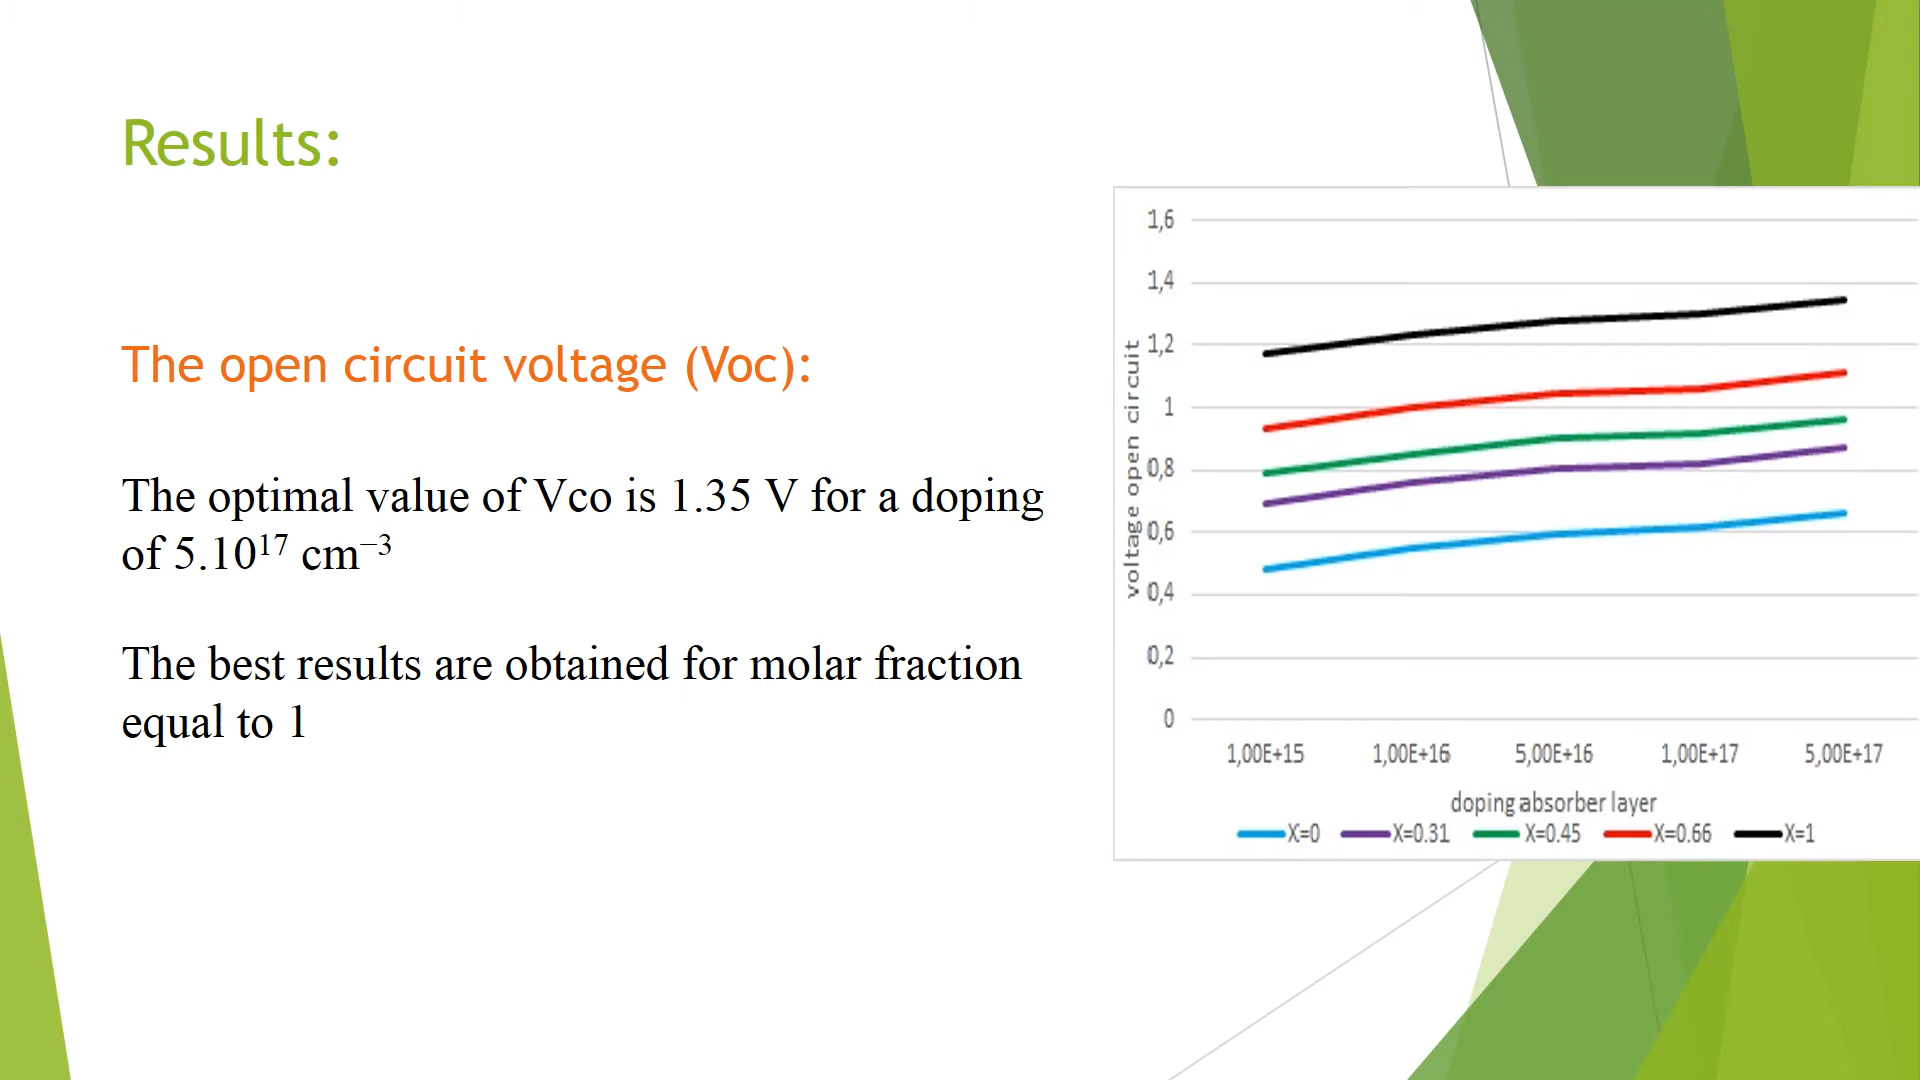 Results:
The open circuit voltage (Voc):
The optimal value of Vco is 1.35 V for a doping
of 5.10¹⁷ cm⁻³
The best results are obtained for molar fraction
equal to 1
voltage open circuit
1,6
1,4
1,2
1
0,8
0,6
0,4
0,2
0
1,00E+15 1,00E+16 5,00E+16 1,00E+17 5,00E+17
doping absorber layer
X=0 X=0.31 X=0.45 X=0.66 X=1